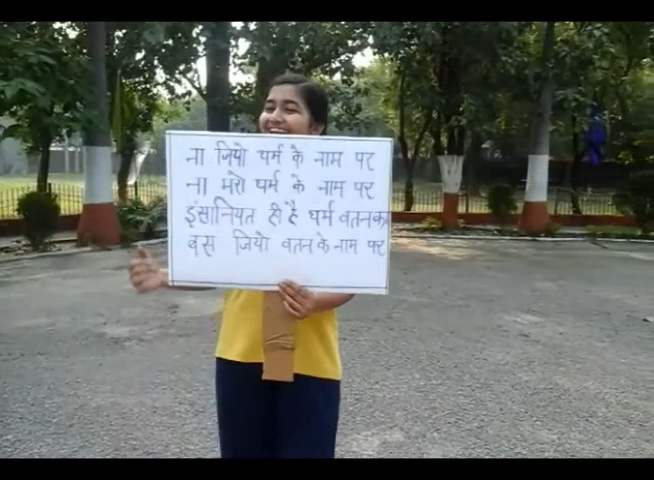 ना जियो धर्म के नाम पर
ना मरो धर्म के नाम पर
इंसानियत ही है धर्म वतन का
बस जियो वतन के नाम पर